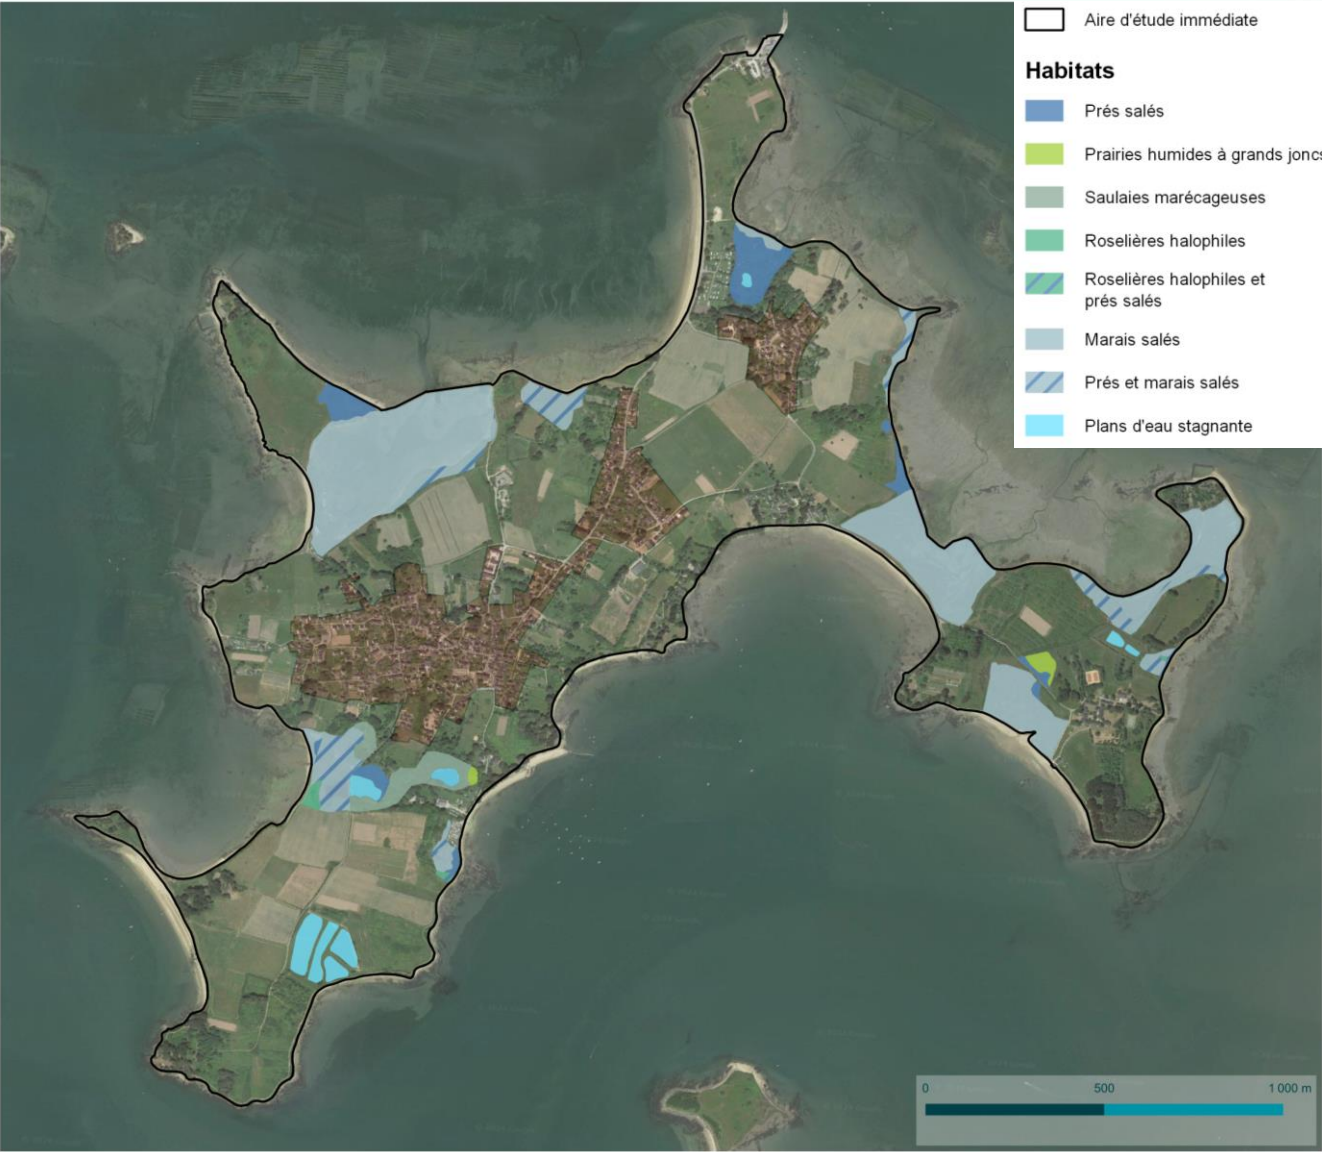 Aire d'étude immédiate
Habitats
Prés salés
Prairies humides à grands joncs
Saulaies marécageuses
Roselières halophiles
Roselières halophiles et
prés salés
Marais salés
Prés et marais salés
Plans d'eau stagnante
0 500 1 000 m